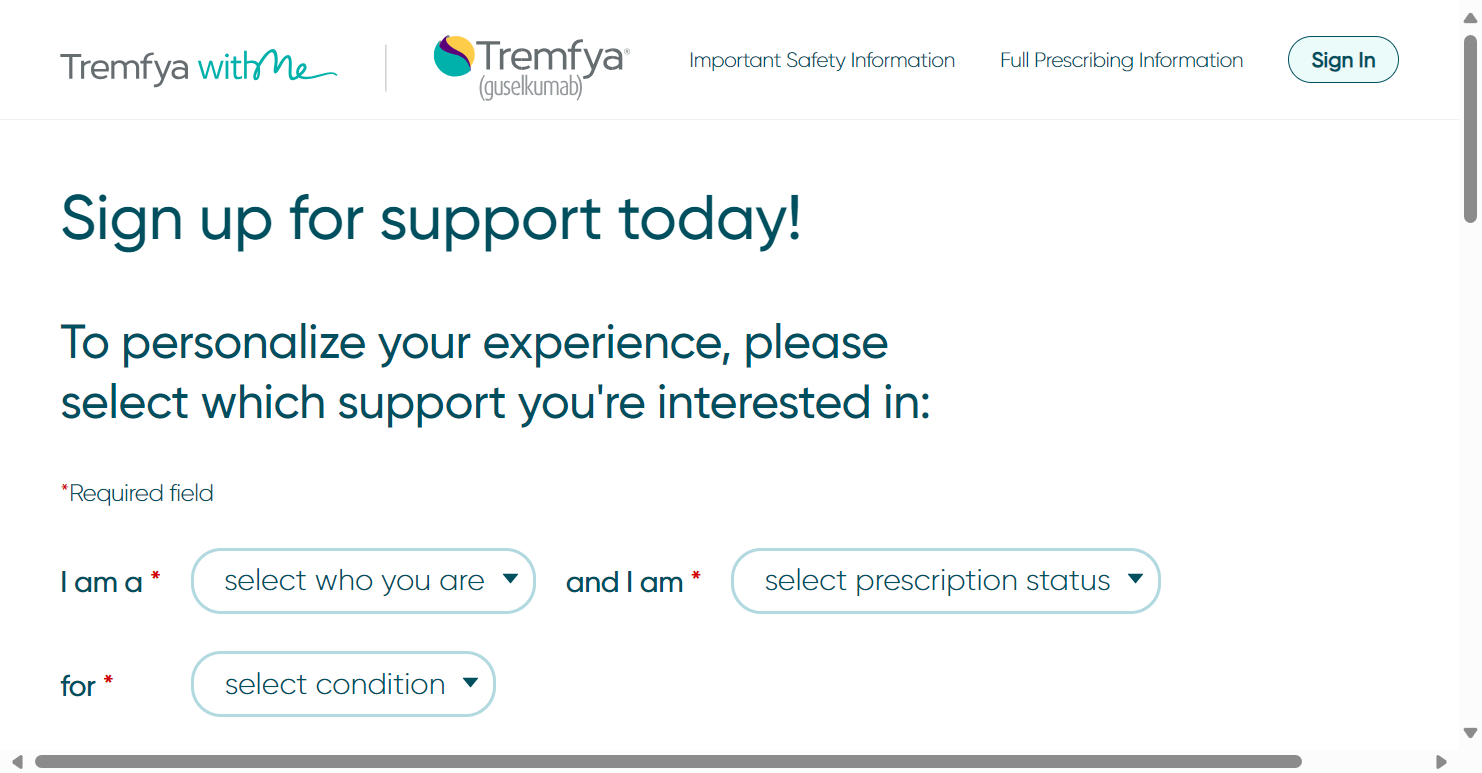 Tremfya withMe
Tremfya®
(guselkumab)
Important Safety Information
Full Prescribing Information
Sign In
Sign up for support today!
To personalize your experience, please
select which support you're interested in:
*Required field
I am a * select who you are and I am * select prescription status
for * select condition